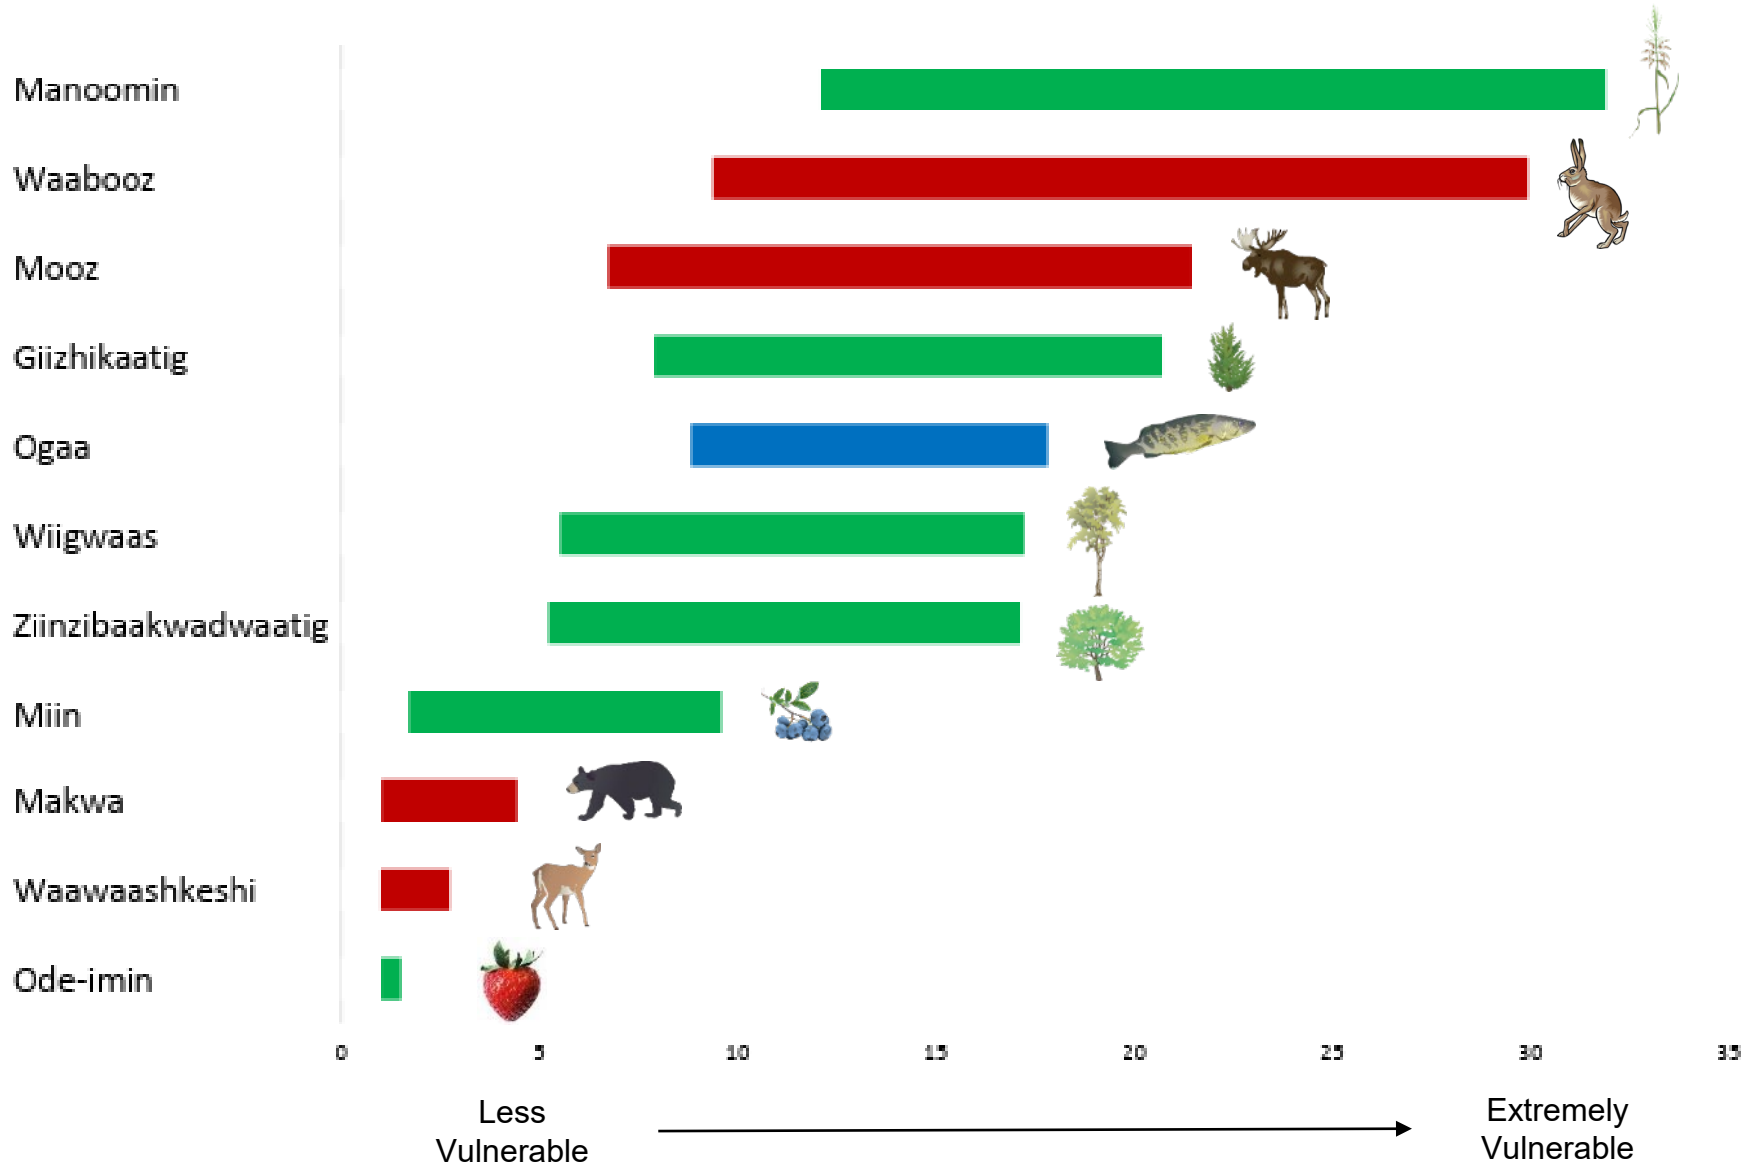 Manoomin
Waabooz
Mooz
Giizhikaatig
Ogaa
Wiigwaas
Ziinzibaakwadwaatig
Miin
Makwa
Waawaashkeshi
Ode-imin
0 5 10 15 20 25 30 35
Less
Vulnerable
Extremely
Vulnerable